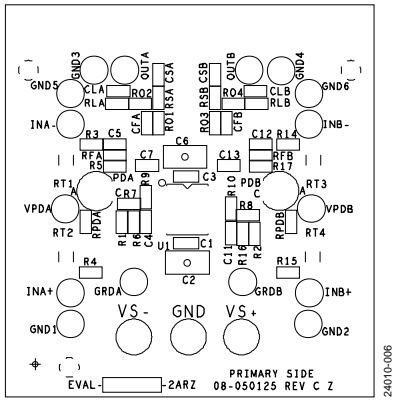 GND3 OUTA CSA CSB OUTB GND4
GND5 CLA RO2 RO4 CLB GND6
RLA RSA RSB RLB
INA- CFA RO1 RO3 CFB INB-
R3 C5 C6 C12 R14
RFA C7 C13 RFB
R5 R17
RT1 A PDA R9 C3 R10 PDB C A RT3
VPDA CR7 R8 VPDB
RT2 RPDA R1 R6 C4 U1 C1 C11 R16 R2 RPDB RT4
R4 C2 R15
INA+ GRDA GRDB INB+
GND1 VS- GND VS+ GND2
PRIMARY SIDE
EVAL- -2ARZ 08-050125 REV C Z
24010-006